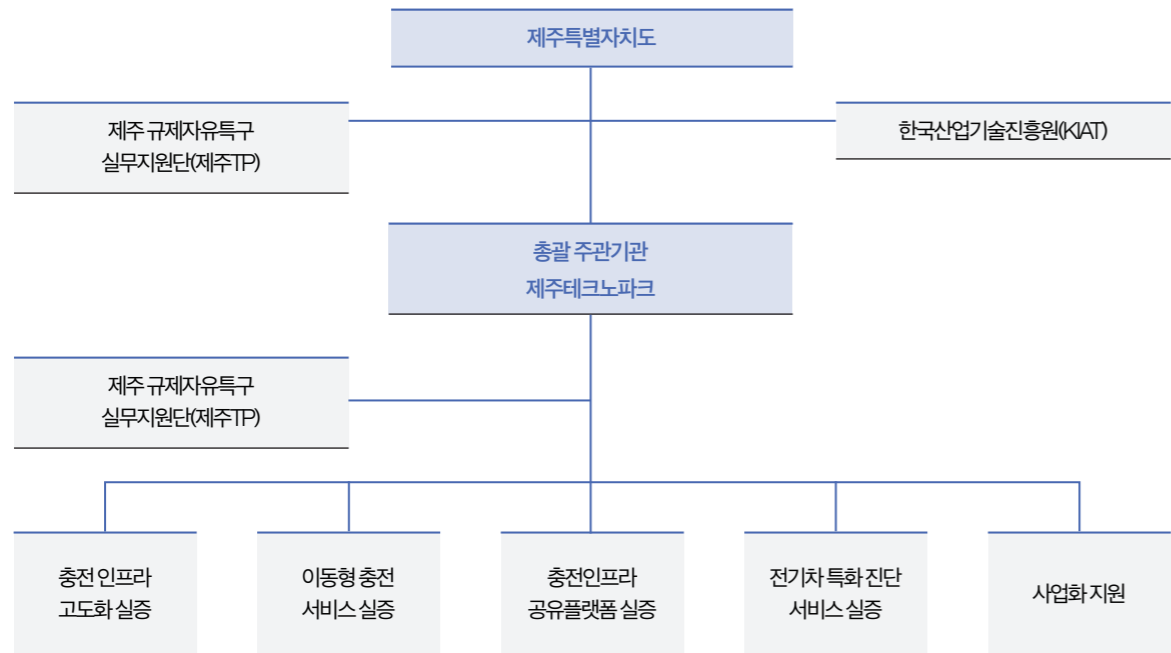 제주특별자치도
제주 규제자유특구
실무지원단(제주TP)
한국산업기술진흥원(KIAT)
총괄 주관기관
제주테크노파크
제주 규제자유특구
실무지원단(제주TP)
충전 인프라
고도화 실증
이동형 충전
서비스 실증
충전인프라
공유플랫폼 실증
전기차 특화 진단
서비스 실증
사업화 지원